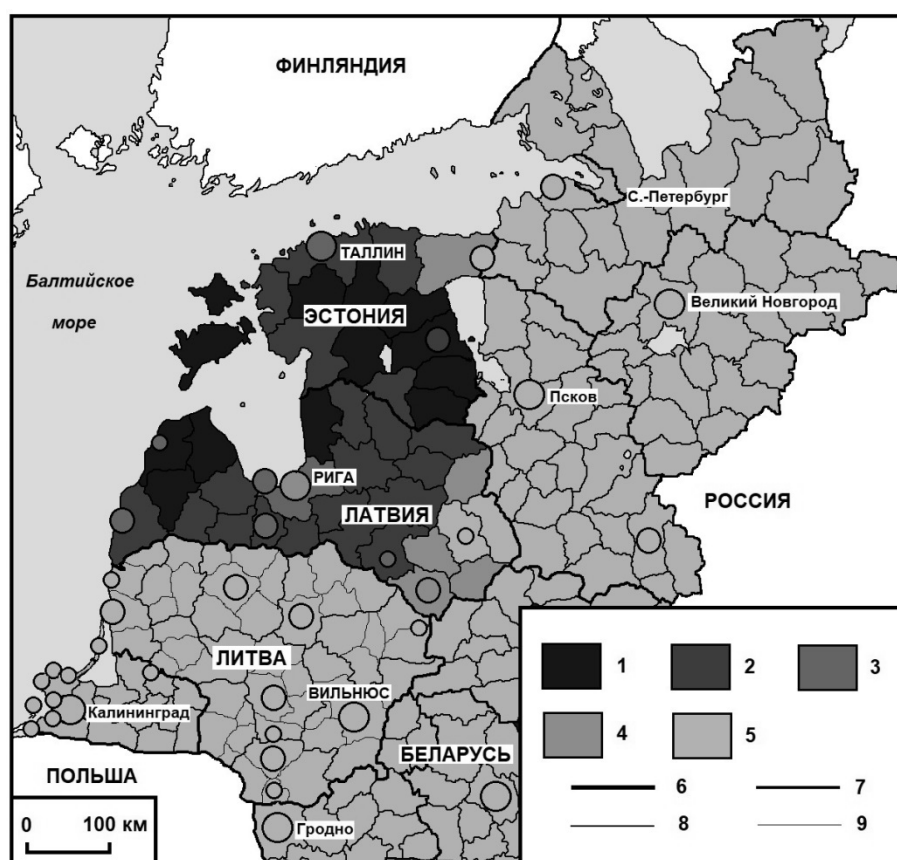 ФИНЛЯНДИЯ
С.-Петербург
ТАЛЛИН
Балтийское
море
Великий Новгород
ЭСТОНИЯ
Псков
РИГА
РОССИЯ
ЛАТВИЯ
ЛИТВА
ВИЛЬНЮС
Калининград
БЕЛАРУСЬ
ПОЛЬША
Гродно
0 100 км
1 2 3
4 5
6 7
8 9